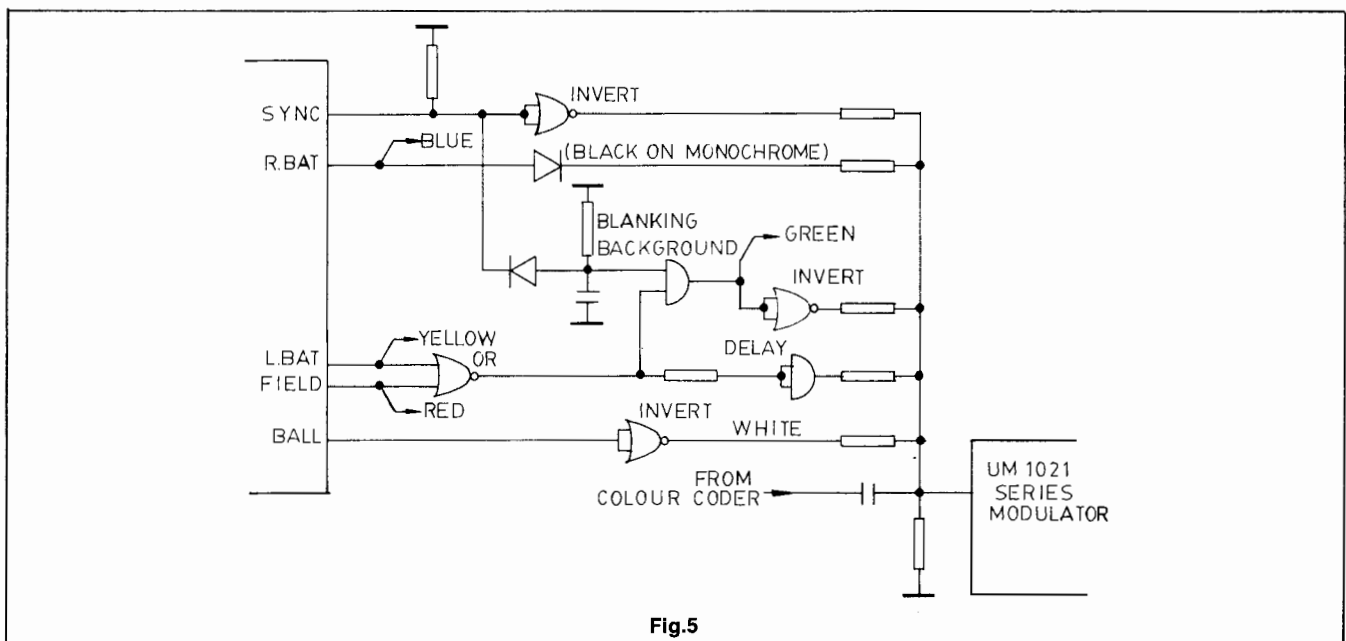 INVERT
SYNC
BLUE
R.BAT
(BLACK ON MONOCHROME)
BLANKING
BACKGROUND
GREEN
INVERT
YELLOW
OR
L.BAT
DELAY
FIELD
RED
INVERT
BALL
WHITE
FROM
COLOUR CODER
UM 1021
SERIES
MODULATOR
Fig.5